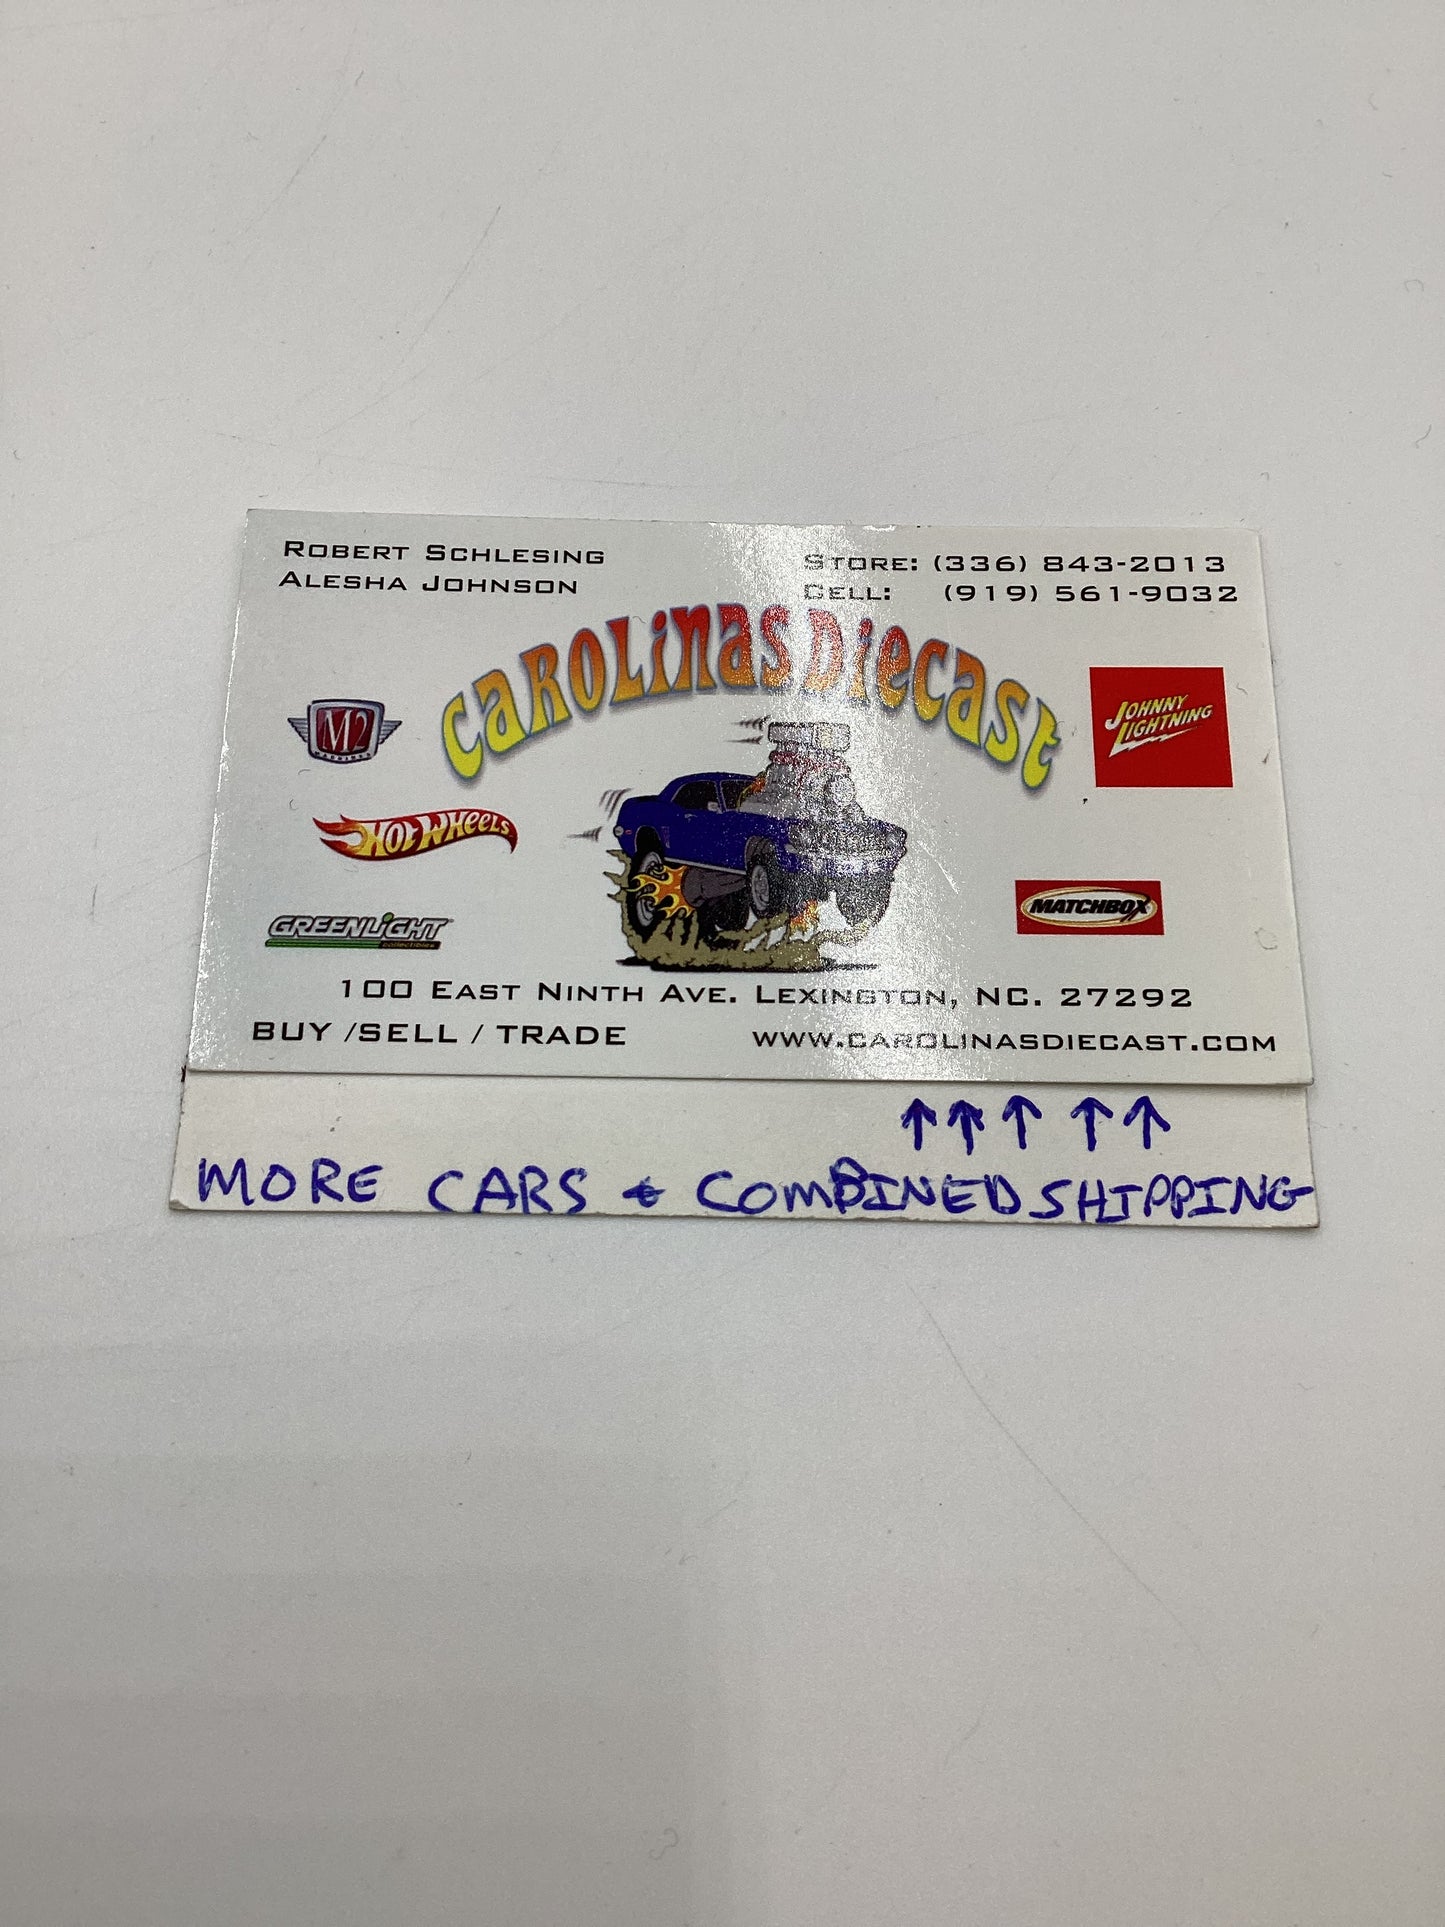 ROBERT SCHLESING
ALESHA JOHNSON
STORE: (336) 843-2013
CELL: (919) 561-9032
CAROLINAS DIECAST
M2
MACHINES
JOHNNY
LIGHTNING
HOT WHEELS
MATCHBOX
GREENLIGHT
collectibles
100 EAST NINTH AVE. LEXINGTON, NC. 27292
BUY /SELL / TRADE
WWW.CAROLINASDIECAST.COM
↑↑↑ ↑↑
MORE CARS & COMBINED SHIPPING